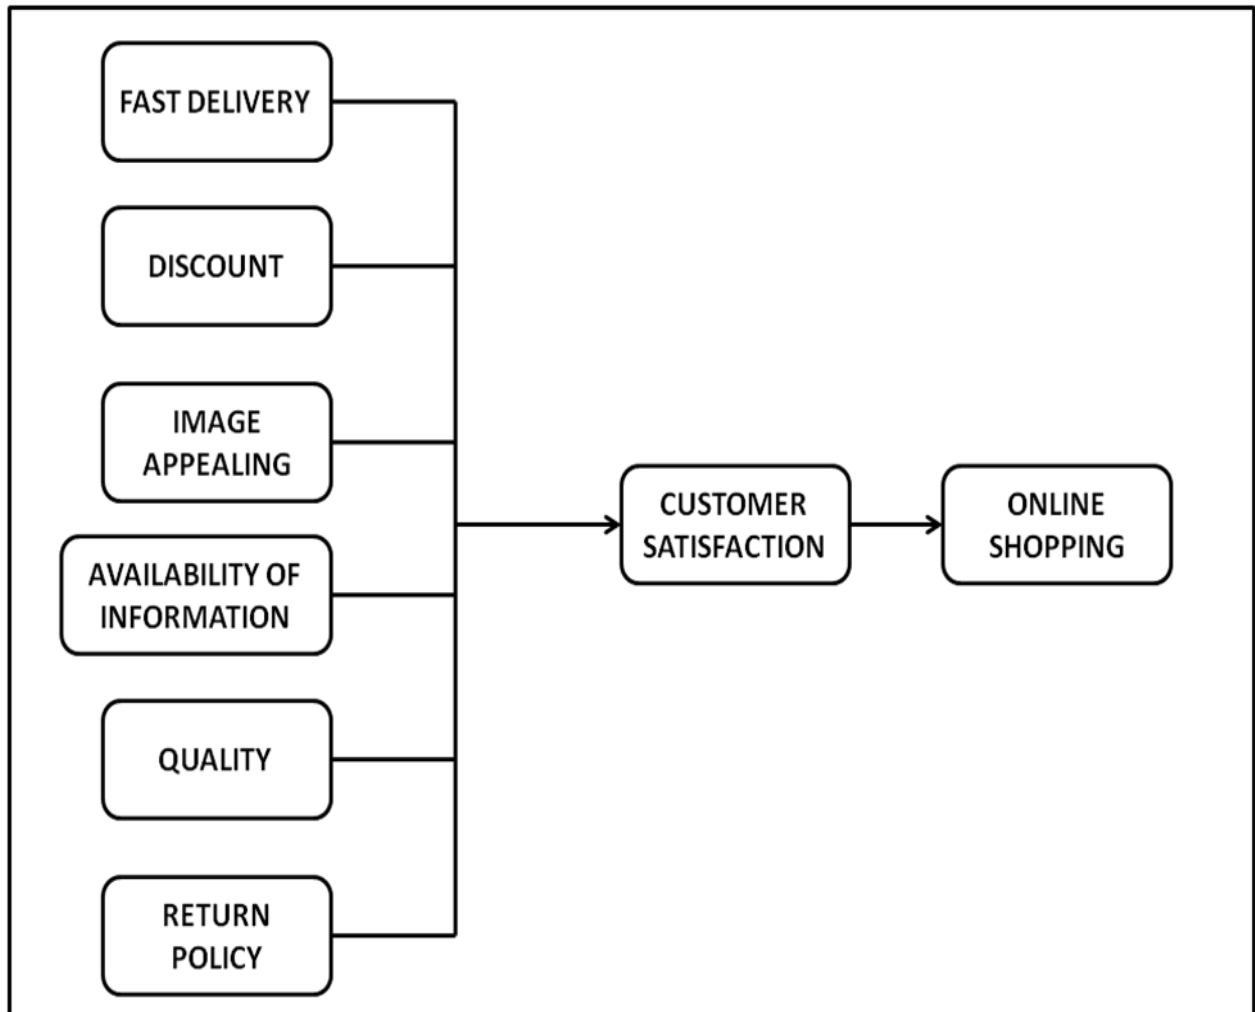 FAST DELIVERY
DISCOUNT
IMAGE
APPEALING
AVAILABILITY OF
INFORMATION
QUALITY
RETURN
POLICY
CUSTOMER
SATISFACTION
ONLINE
SHOPPING